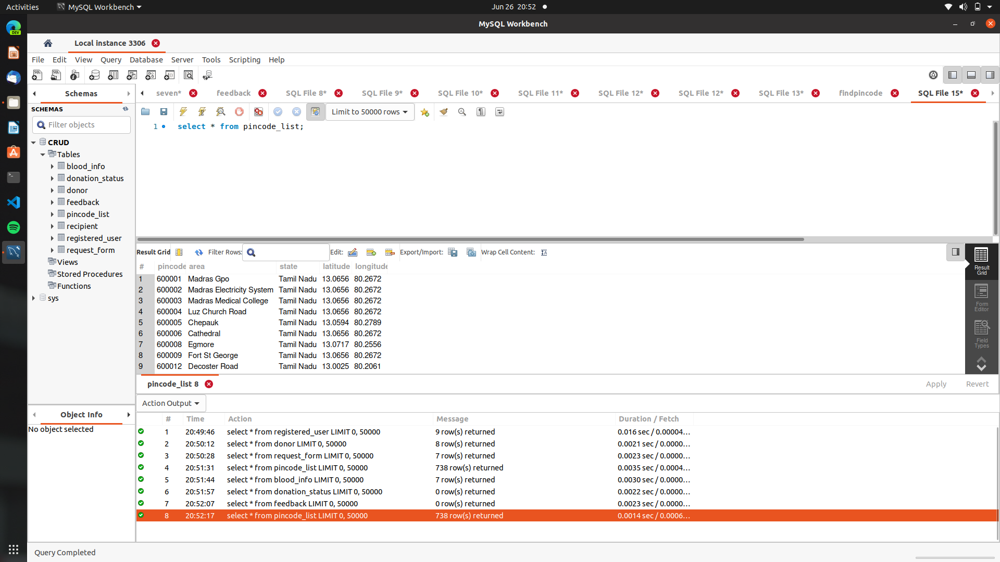 Activities MySQL Workbench Jun 26 20:52
DEV
MySQL Workbench
Local instance 3306
File Edit View Query Database Server Tools Scripting Help
Schemas
seven* feedback SQL File 8* SQL File 9* SQL File 10* SQL File 11* SQL File 12* SQL File 12* SQL File 13* findpincode SQL File 15*
SCHEMAS
Filter objects
Limit to 50000 rows
1 select * from pincode_list;
CRUD
Tables
blood_info
donation_status
donor
feedback
pincode_list
recipient
registered_user
request_form
Views
Stored Procedures
Functions
sys
Result Grid Filter Rows: Edit: Export/Import: Wrap Cell Content:
# pincode area state latitude longitude
1 600001 Madras Gpo Tamil Nadu 13.0656 80.2672
2 600002 Madras Electricity System Tamil Nadu 13.0656 80.2672
3 600003 Madras Medical College Tamil Nadu 13.0656 80.2672
4 600004 Luz Church Road Tamil Nadu 13.0656 80.2672
5 600005 Chepauk Tamil Nadu 13.0594 80.2789
6 600006 Cathedral Tamil Nadu 13.0656 80.2672
7 600008 Egmore Tamil Nadu 13.0717 80.2556
8 600009 Fort St George Tamil Nadu 13.0656 80.2672
9 600012 Decoster Road Tamil Nadu 13.0025 80.2061
Result
Grid
Form
Editor
Field
Types
pincode_list 8 Apply Revert
Action Output
Object Info
No object selected
# Time Action Message Duration / Fetch
1 20:49:46 select * from registered_user LIMIT 0, 50000 9 row(s) returned 0.016 sec / 0.00004...
2 20:50:12 select * from donor LIMIT 0, 50000 8 row(s) returned 0.0021 sec / 0.0000...
3 20:50:28 select * from request_form LIMIT 0, 50000 7 row(s) returned 0.0023 sec / 0.0000...
4 20:51:31 select * from pincode_list LIMIT 0, 50000 738 row(s) returned 0.0035 sec / 0.0004...
5 20:51:44 select * from blood_info LIMIT 0, 50000 7 row(s) returned 0.0030 sec / 0.0000...
6 20:51:57 select * from donation_status LIMIT 0, 50000 0 row(s) returned 0.0022 sec / 0.0000...
7 20:52:07 select * from feedback LIMIT 0, 50000 0 row(s) returned 0.0023 sec / 0.0000...
8 20:52:17 select * from pincode_list LIMIT 0, 50000 738 row(s) returned 0.0014 sec / 0.0006...
Query Completed